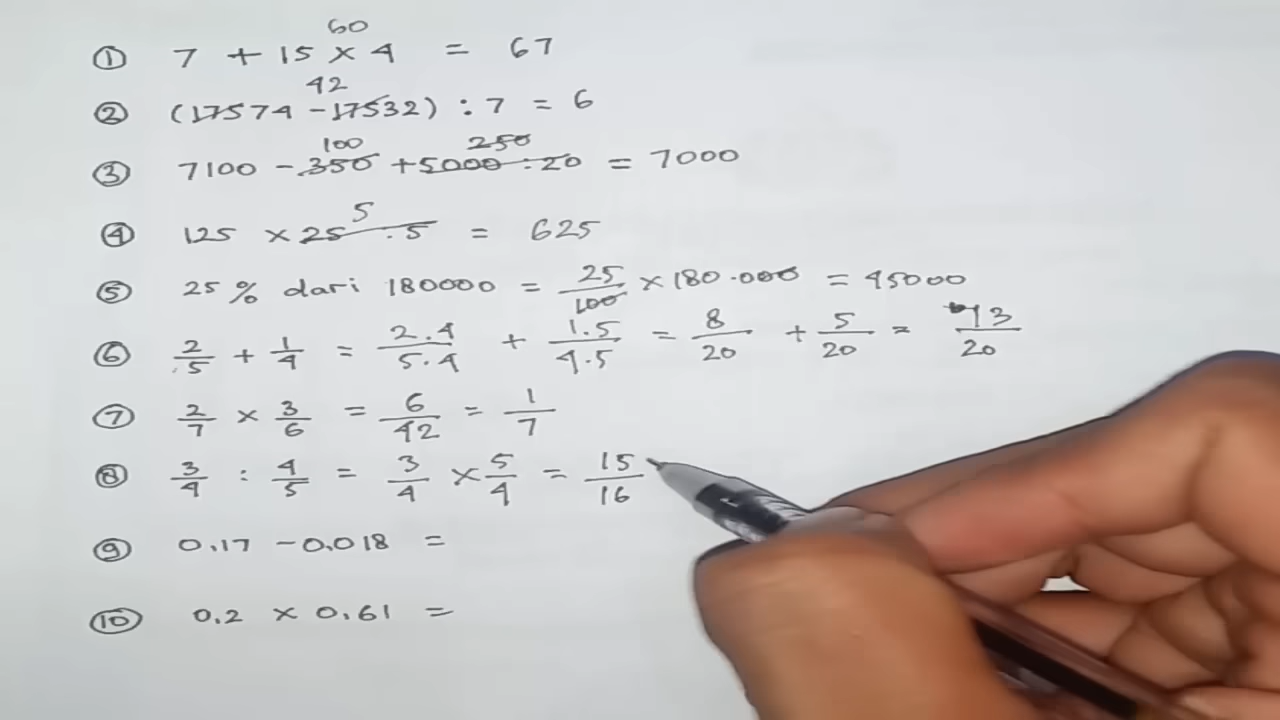 60
① 7 + 15 × 4 = 67
42
② (17574 - 17532) : 7 = 6
100 250
③ 7100 - 350 + 5000 : 20 = 7000
5
④ 125 × 25 : 5 = 625
⑤ 25 % dari 180000 = 25/100 × 180.000 = 45000
⑥ 2/5 + 1/4 = 2.4/5.4 + 1.5/4.5 = 8/20 + 5/20 = 13/20
⑦ 2/7 × 3/6 = 6/42 = 1/7
⑧ 3/4 : 4/5 = 3/4 × 5/4 = 15/16
⑨ 0,17 - 0,018 =
⑩ 0,2 × 0,61 =